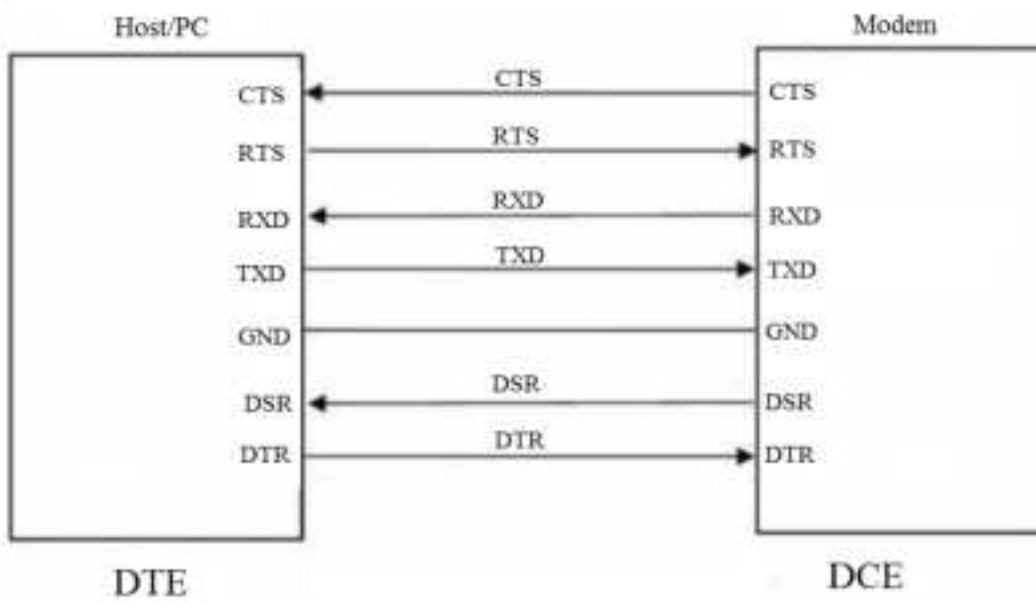 Host/PC
Modem
CTS CTS CTS
RTS RTS RTS
RXD RXD RXD
TXD TXD TXD
GND GND
DSR DSR DSR
DTR DTR DTR
DTE
DCE